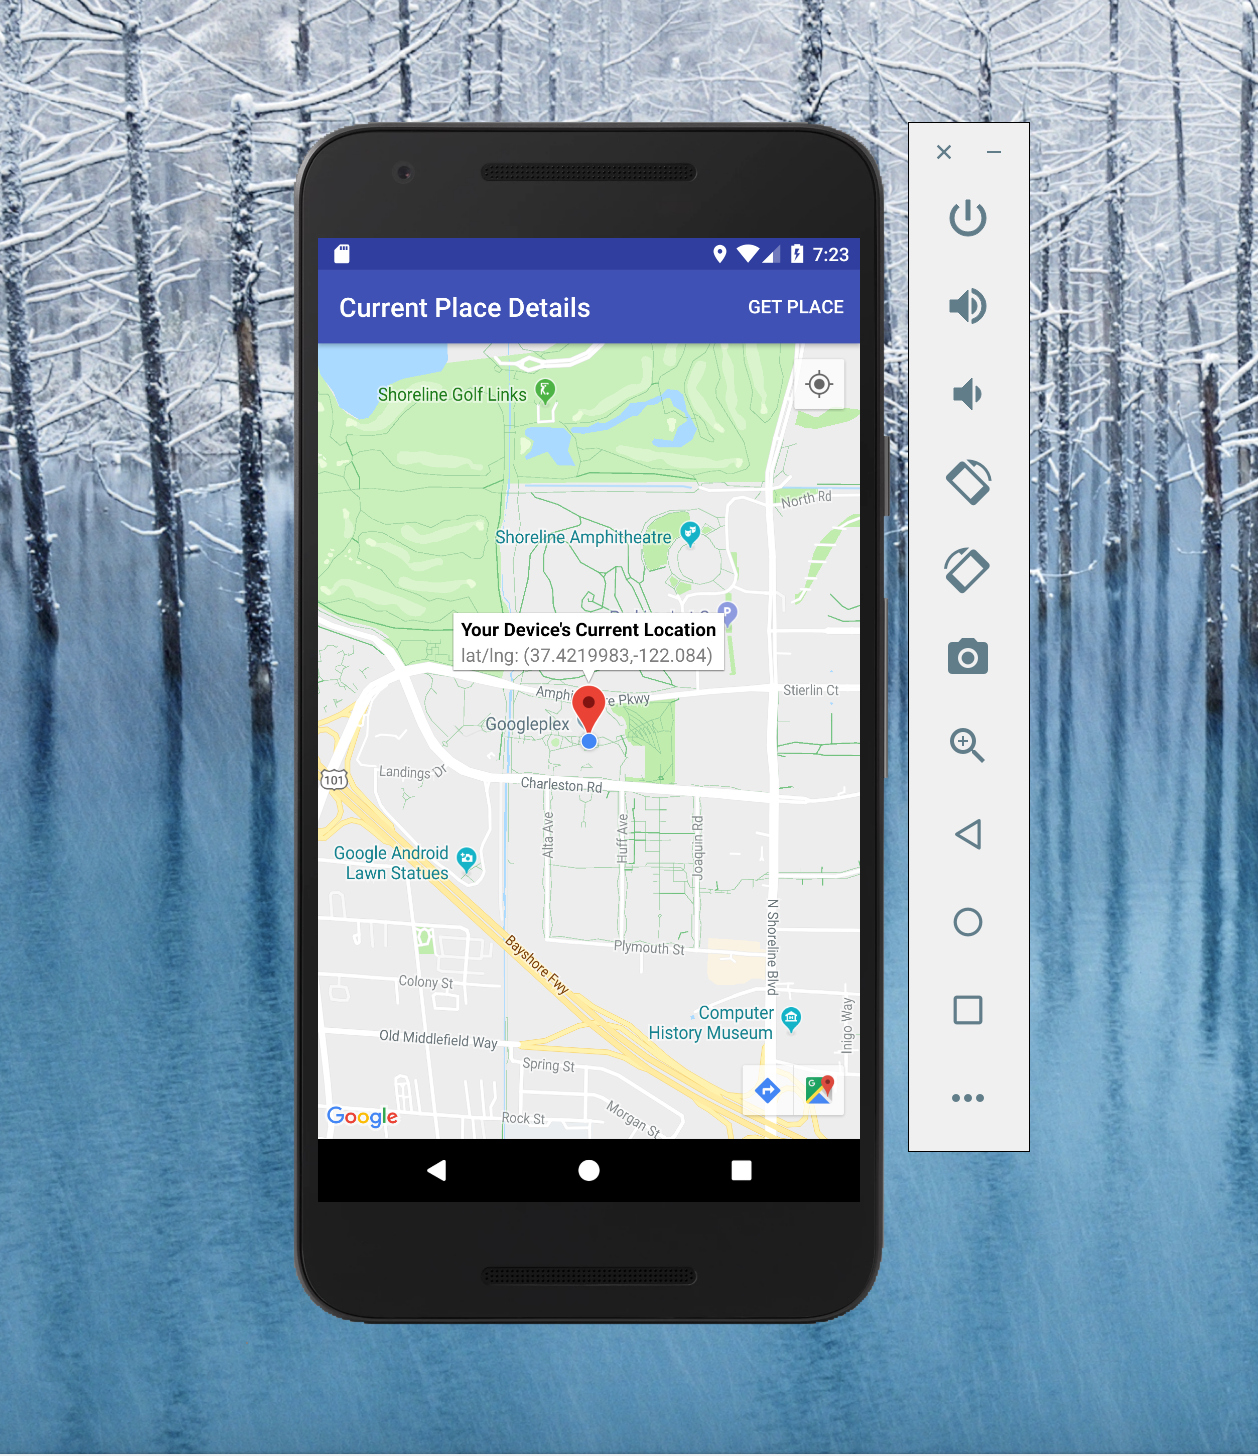 7:23
Current Place Details
GET PLACE
Shoreline Golf Links
North Rd
Shoreline Amphitheatre
P
Your Device's Current Location
lat/lng: (37.4219983,-122.084)
Stierlin Ct
Pkwy
Googleplex
Landings Dr
101
Charleston Rd
Alta Ave
Huff Ave
Joaquin Rd
Google Android
Lawn Statues
N Shoreline Blvd
Plymouth St
Bayshore Fwy
Colony St
Computer
History Museum
Inigo Way
Old Middlefield Way
Spring St
G
Morgan St
Rock St
Google